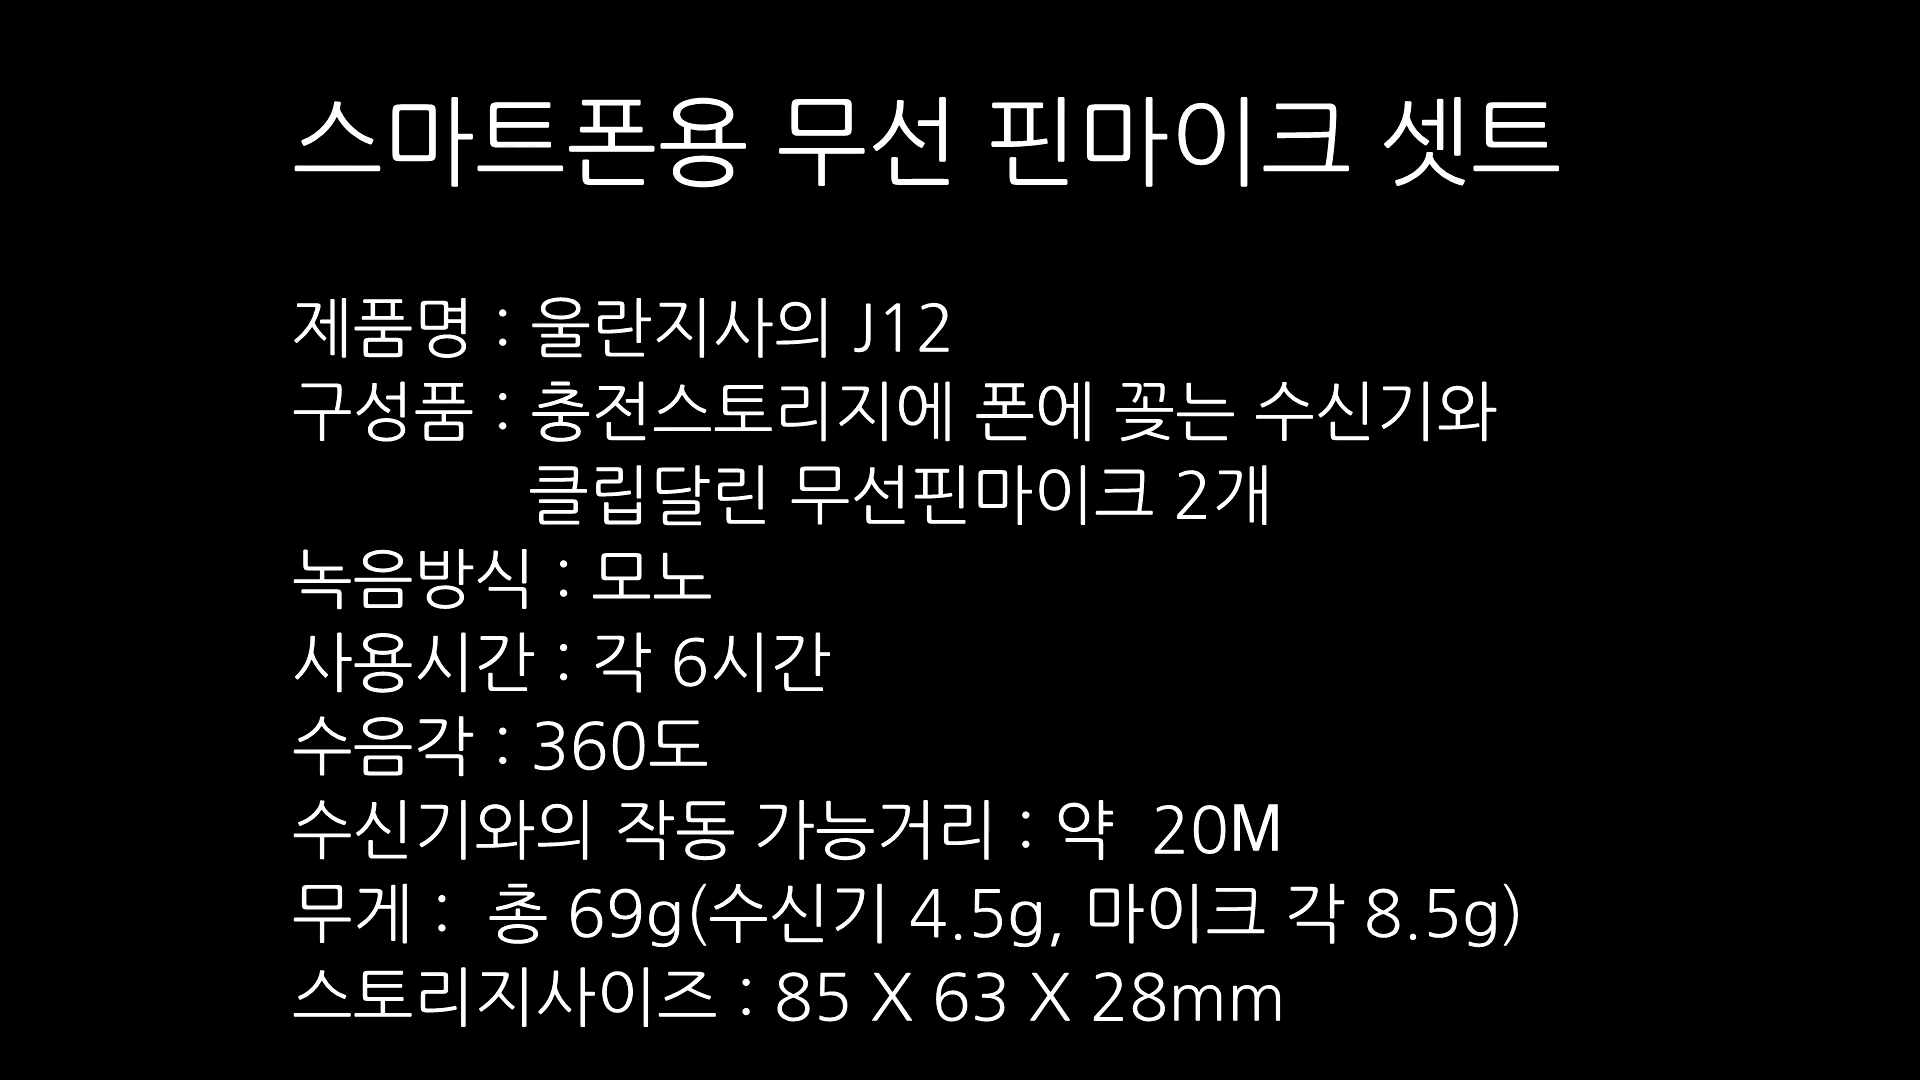 스마트폰용 무선 핀마이크 셋트
제품명 : 울란지사의 J12
구성품 : 충전스토리지에 폰에 꽂는 수신기와
클립달린 무선핀마이크 2개
녹음방식 : 모노
사용시간 : 각 6시간
수음각 : 360도
수신기와의 작동 가능거리 : 약 20M
무게 : 총 69g(수신기 4.5g, 마이크 각 8.5g)
스토리지사이즈 : 85 X 63 X 28mm